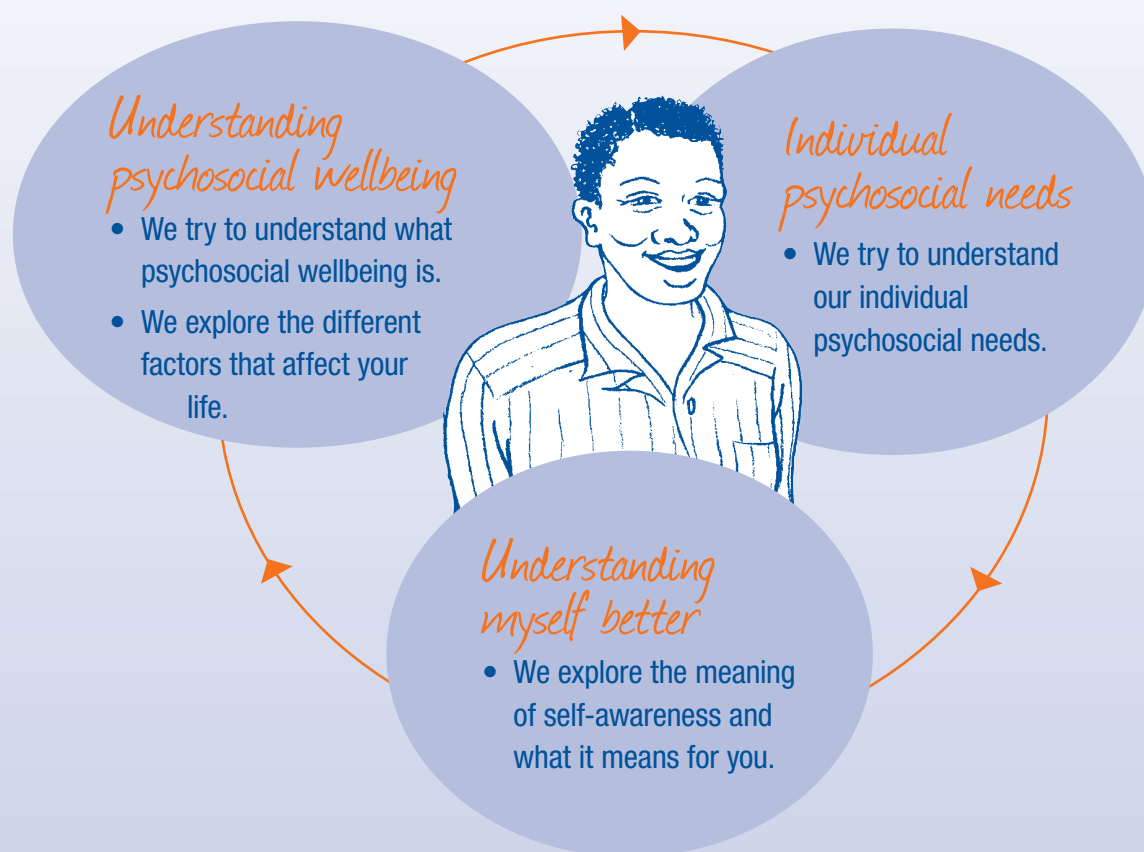 Understanding
psychosocial wellbeing
• We try to understand what
psychosocial wellbeing is.
• We explore the different
factors that affect your
life.
Individual
psychosocial needs
• We try to understand
our individual
psychosocial needs.
Understanding
myself better
• We explore the meaning
of self-awareness and
what it means for you.